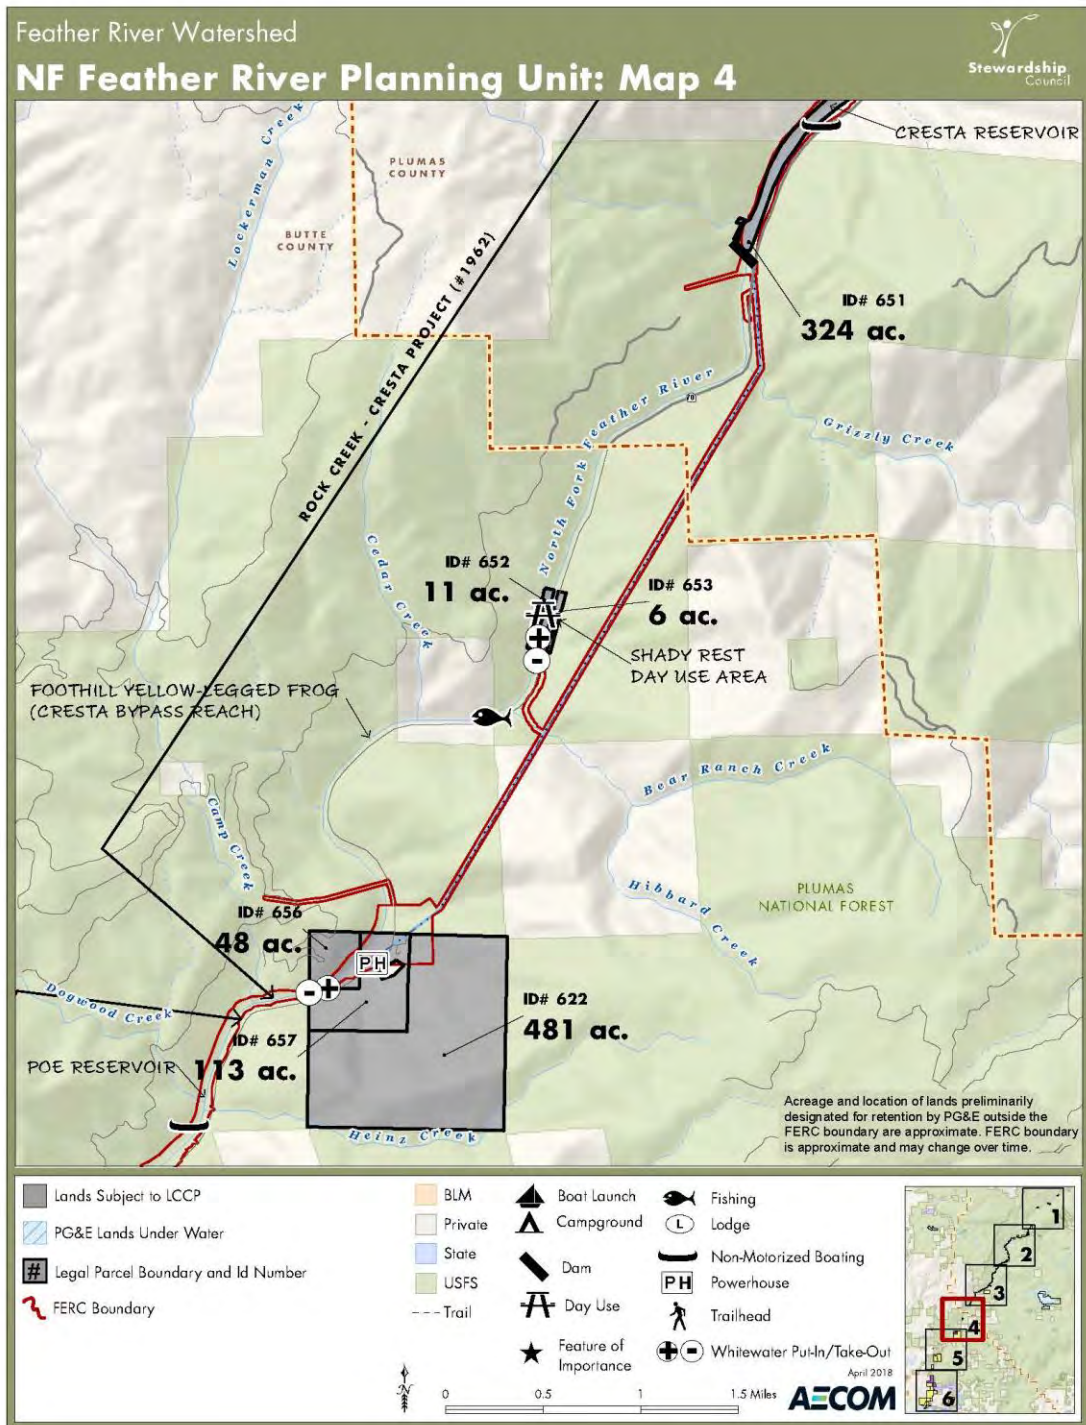 Feather River Watershed
NF Feather River Planning Unit: Map 4
Stewardship
Council
CRESTA RESERVOIR
Lockerman Creek
PLUMAS
COUNTY
BUTTE
COUNTY
ROCK CREEK - CRESTA PROJECT (#1962)
ID# 651
324 ac.
North Fork Feather River
70
Grizzly Creek
Cedar Creek
ID# 652
11 ac.
ID# 653
6 ac.
SHADY REST
DAY USE AREA
FOOTHILL YELLOW-LEGGED FROG
(CRESTA BYPASS REACH)
Bear Ranch Creek
Camp Creek
Hibbard Creek
PLUMAS
NATIONAL FOREST
ID# 656
48 ac.
PH
ID# 622
481 ac.
Dogwood Creek
ID# 657
113 ac.
POE RESERVOIR
Heinz Creek
Acreage and location of lands preliminarily
designated for retention by PG&E outside the
FERC boundary are approximate. FERC boundary
is approximate and may change over time.
Lands Subject to LCCP
PG&E Lands Under Water
# Legal Parcel Boundary and Id Number
FERC Boundary
BLM
Private
State
USFS
Trail
Boat Launch
Campground
Dam
Day Use
Feature of
Importance
Fishing
L Lodge
Non-Motorized Boating
PH Powerhouse
Trailhead
Whitewater Put-In/Take-Out
April 2018
N
0 0.5 1 1.5 Miles
AECOM
1
2
3
4
5
6